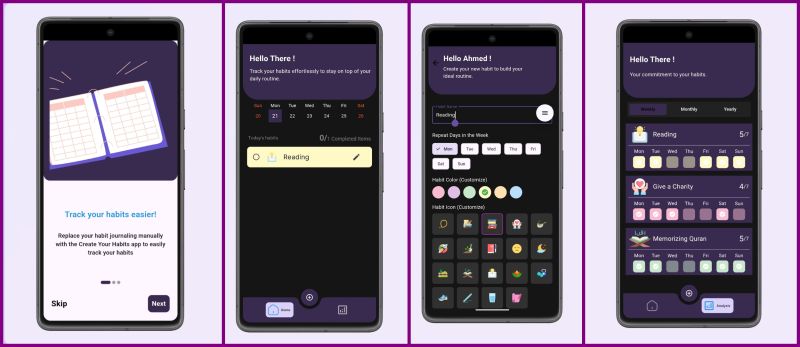 Track your habits easier!
Replace your habit journaling manually
with the Create Your Habits app to easily
track your habits
Skip
Next
Hello There !
Track your habits effortlessly to stay on top of your
daily routine.
Sun Mon Tue Wed Thu Fri Sat
20 21 22 23 24 25 26
Today's habits
0/1 Completed Items
Reading
Home
Hello Ahmed !
Create your new habit to build your
ideal routine.
Habit Name
Reading
Repeat Days in the Week
Mon Tue Wed Thu Fri
Sat Sun
Habit Color (Customize)
Habit Icon (Customize)
Hello There !
Your commitment to your habits.
Weekly Monthly Yearly
Reading 5/7
Mon Tue Wed Thu Fri Sat Sun
Give a Charity 4/7
Mon Tue Wed Thu Fri Sat Sun
Memorizing Quran 5/7
Mon Tue Wed Thu Fri Sat Sun
Analysis